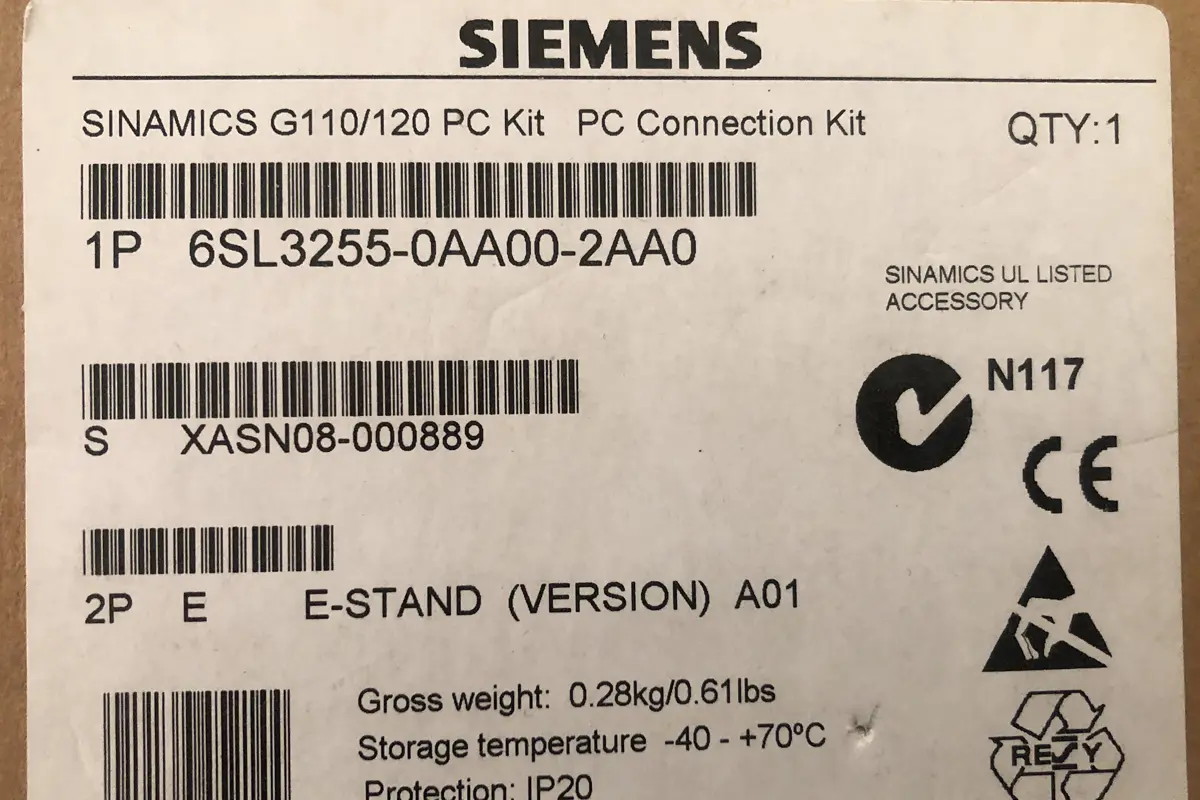 SIEMENS
SINAMICS G110/120 PC Kit PC Connection Kit QTY:1
1P 6SL3255-0AA00-2AA0
SINAMICS UL LISTED
ACCESSORY
N117
S XASN08-000889
CE
2P E E-STAND (VERSION) A01
Gross weight: 0.28kg/0.61lbs
Storage temperature -40 - +70ºC
RESY
Protection: IP20